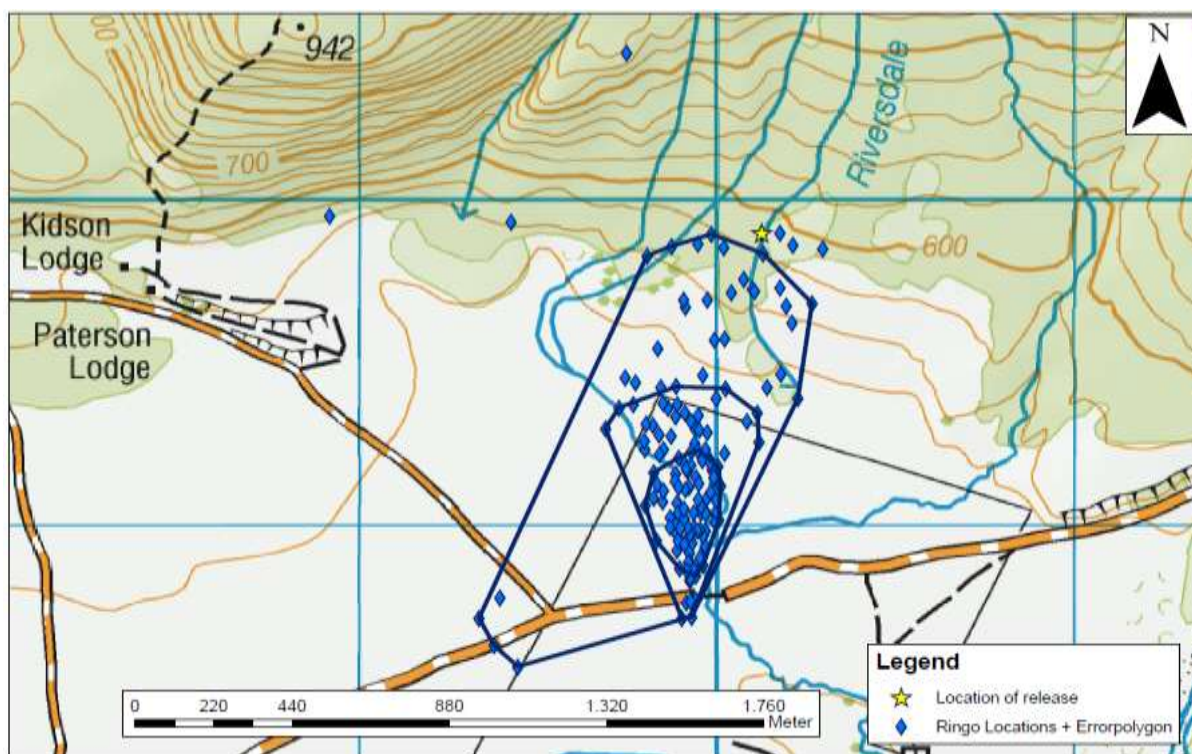 942
N
Riversdale
700
Kidson
Lodge
600
Paterson
Lodge
Legend
Location of release
Ringo Locations + Errorpolygon
0 220 440 880 1.320 1.760
Meter